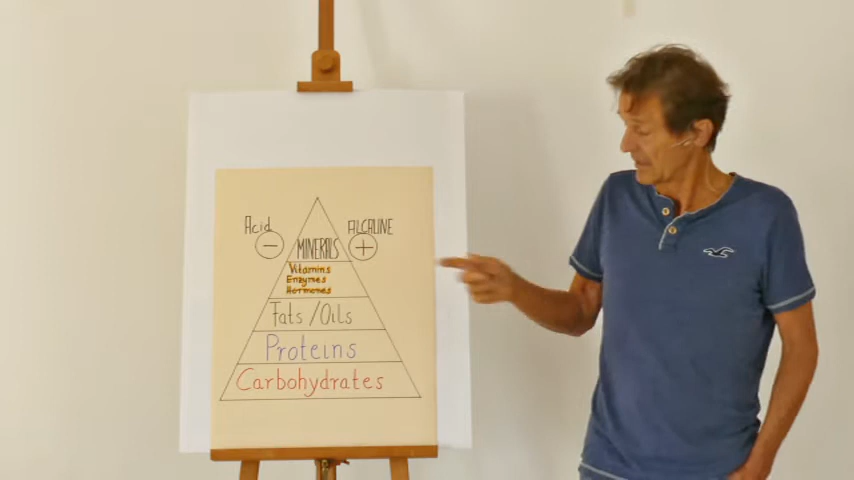 Acid
ALCALINE
−
+
MINERALS
Vitamins
Enzymes
Hormones
Fats / OiLs
Proteins
Carbohydrates